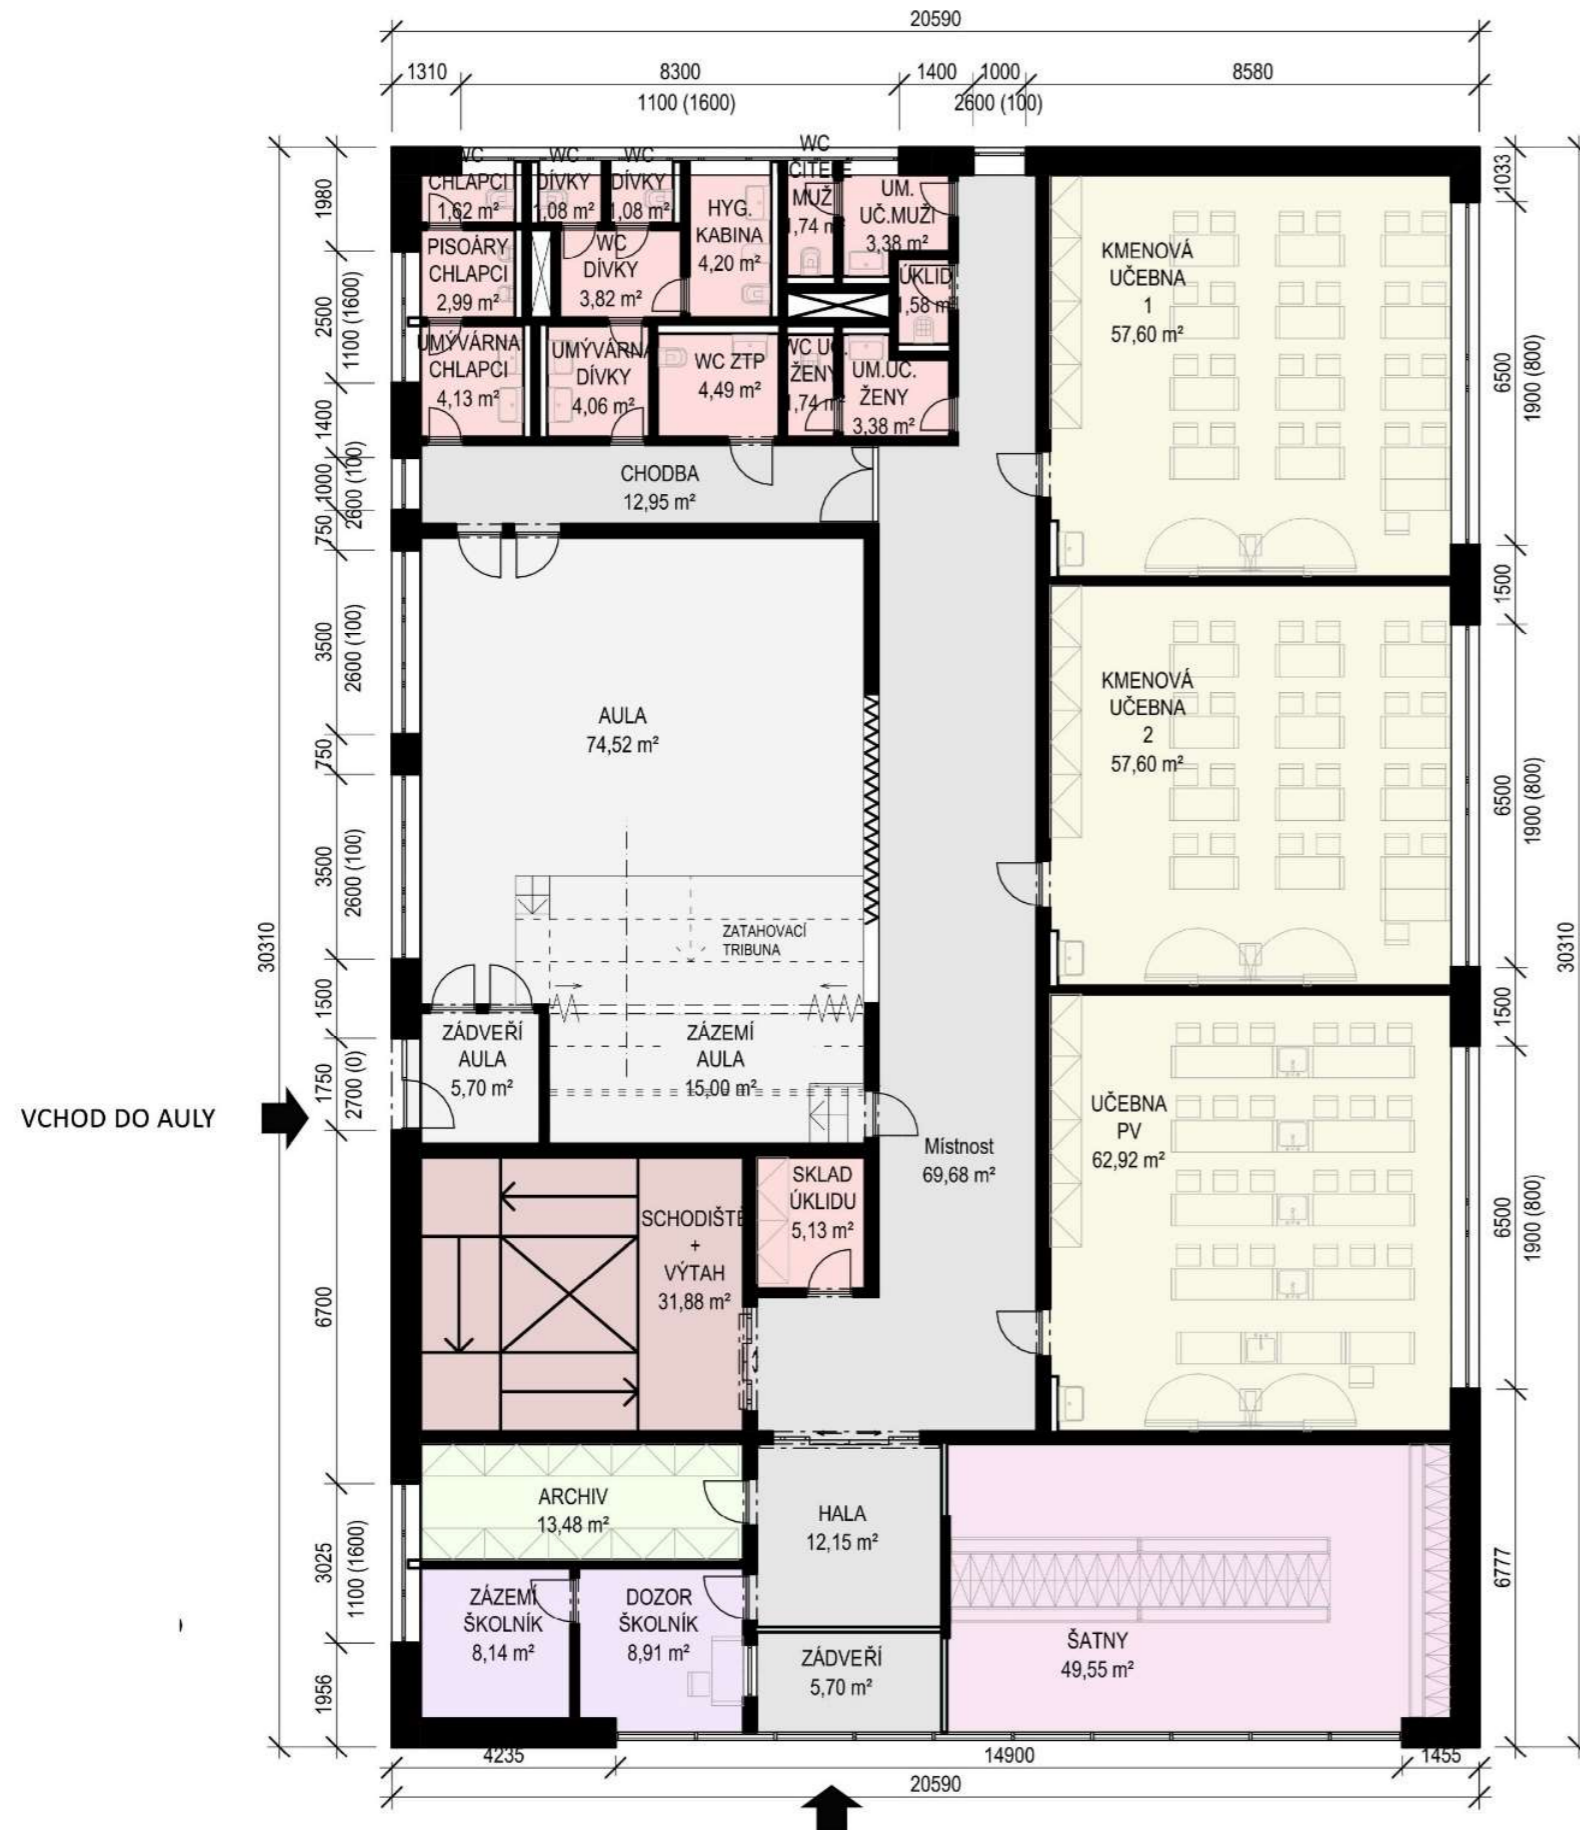 20590
1310
8300
1400
1000
8580
1100 (1600)
2600 (100)
WC
CHLAPCI
1,62 m²
WC
DÍVKY
1,08 m²
WC
DÍVKY
1,08 m²
HYG.
KABINA
4,20 m²
WC
MUŽI
1,74 m²
UM.
UČ.MUŽI
3,38 m²
ÚKLID
1,58 m²
PISOÁRY
CHLAPCI
2,99 m²
WC
DÍVKY
3,82 m²
UMÝVÁRNA
CHLAPCI
4,13 m²
UMÝVÁRNA
DÍVKY
4,06 m²
WC ZTP
4,49 m²
WC UČ.
ŽENY
1,74 m²
UM.UČ.
ŽENY
3,38 m²
CHODBA
12,95 m²
KMENOVÁ
UČEBNA
1
57,60 m²
KMENOVÁ
UČEBNA
2
57,60 m²
AULA
74,52 m²
ZATAHOVACÍ
TRIBUNA
ZÁDVEŘÍ
AULA
5,70 m²
ZÁZEMÍ
AULA
15,00 m²
VCHOD DO AULY
UČEBNA
PV
62,92 m²
Místnost
69,68 m²
SCHODIŠTĚ
+
VÝTAH
31,88 m²
SKLAD
ÚKLIDU
5,13 m²
ARCHIV
13,48 m²
HALA
12,15 m²
ZÁZEMÍ
ŠKOLNÍK
8,14 m²
DOZOR
ŠKOLNÍK
8,91 m²
ZÁDVEŘÍ
5,70 m²
ŠATNY
49,55 m²
30310
1980
2500
1100 (1600)
1400
1000
2600 (100)
750
3500
2600 (100)
750
3500
2600 (100)
1500
1750
2700 (0)
6700
3025
1100 (1600)
1956
1033
6500
1900 (800)
1500
6500
1900 (800)
1500
6500
1900 (800)
6777
30310
4235
14900
1455
20590